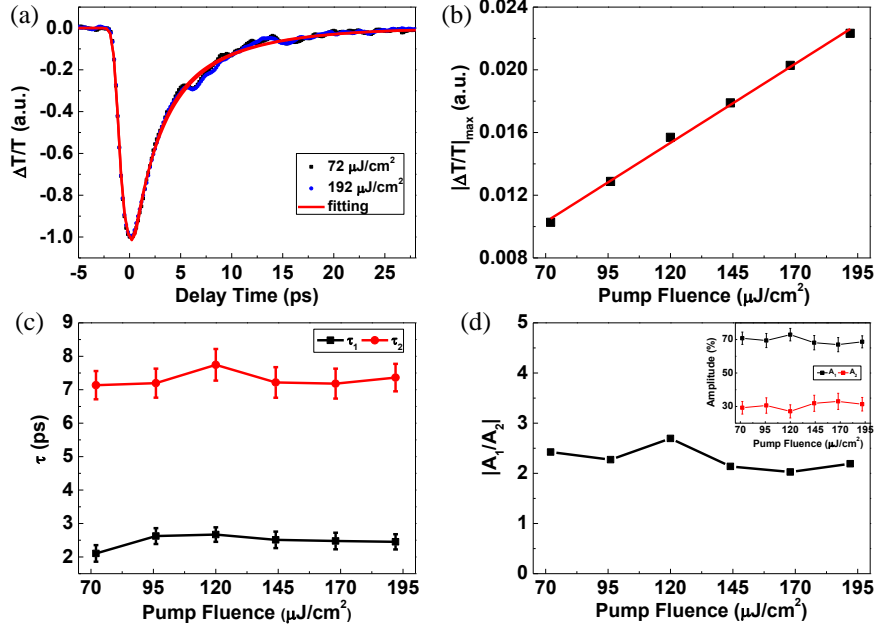 (a)
0.0
-0.2
-0.4
-0.6
-0.8
-1.0
ΔT/T (a.u.)
72 μJ/cm²
192 μJ/cm²
fitting
-5 0 5 10 15 20 25
Delay Time (ps)
(b)
0.024
0.020
0.016
0.012
0.008
|ΔT/T|max (a.u.)
70 95 120 145 170 195
Pump Fluence (μJ/cm²)
(c)
9
8
7
6
5
4
3
2
τ (ps)
τ₁ τ₂
70 95 120 145 170 195
Pump Fluence (μJ/cm²)
(d)
5
4
3
2
1
0
|A₁/A₂|
70 95 120 145 170 195
Pump Fluence (μJ/cm²)
70
50
30
Amplitude (%)
A₁ A₂
70 95 120 145 170 195
Pump Fluence (μJ/cm²)